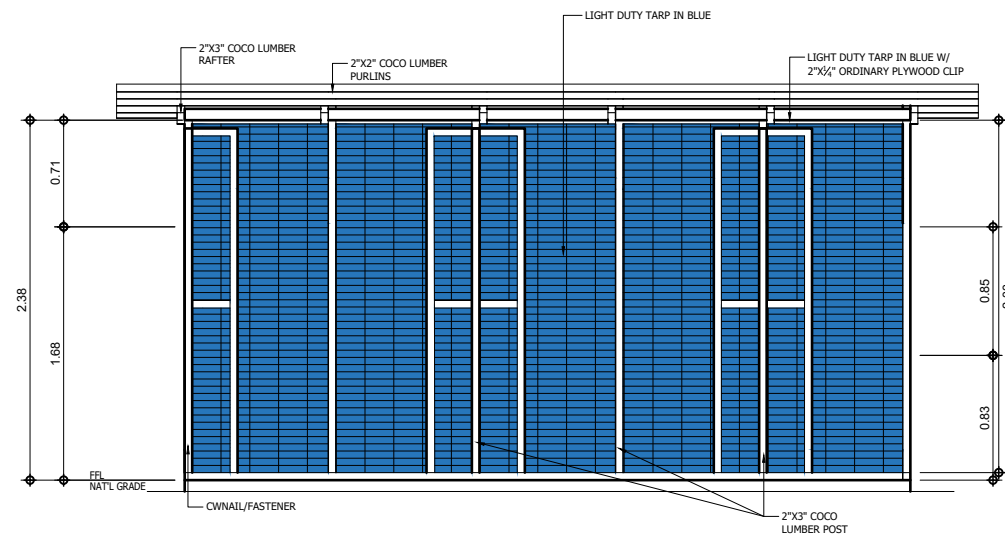 LIGHT DUTY TARP IN BLUE
2"X3" COCO LUMBER
RAFTER
2"X2" COCO LUMBER
PURLINS
LIGHT DUTY TARP IN BLUE W/
2"X¼" ORDINARY PLYWOOD CLIP
0.71
2.38
1.68
0.85
0.83
FFL
NAT'L GRADE
CWNAIL/FASTENER
2"X3" COCO
LUMBER POST